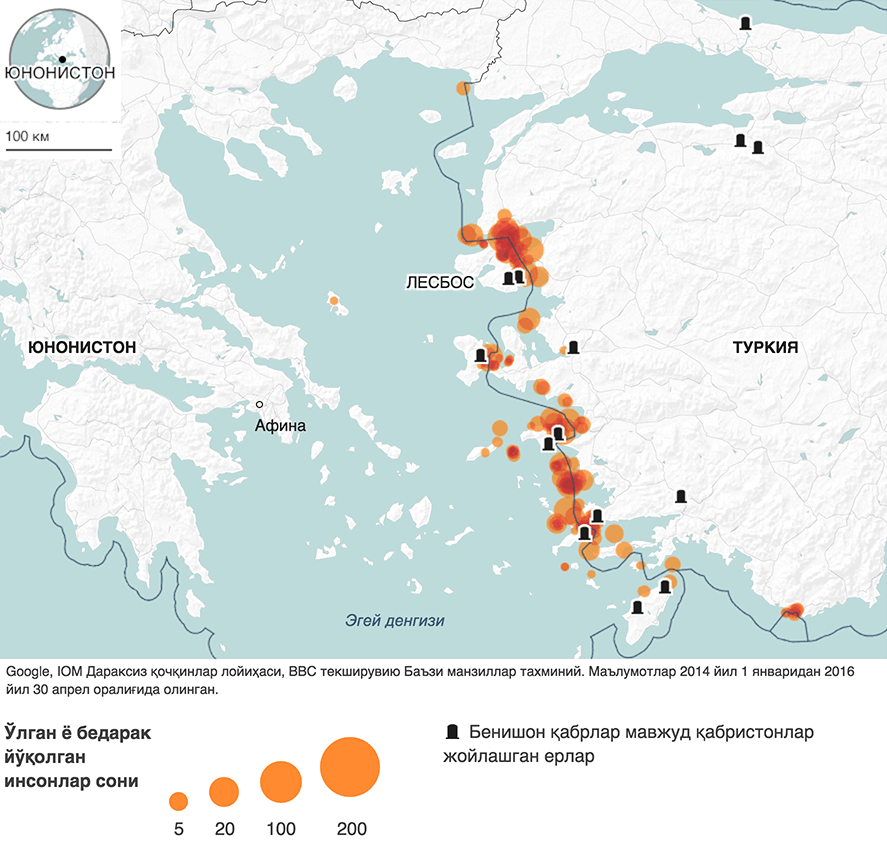 ЮНОНИСТОН
100 км
ЛЕСБОС
ЮНОНИСТОН
ТУРКИЯ
Афина
Эгей денгизи
Google, IOM Дараксиз қочқинлар лойиҳаси, BBC текширувию Баъзи манзиллар тахминий. Маълумотлар 2014 йил 1 январидан 2016
йил 30 апрел оралиғида олинган.
Ўлган ё бедарак
йўқолган
инсонлар сони
5 20 100 200
Бенишон қабрлар мавжуд қабристонлар
жойлашган ерлар